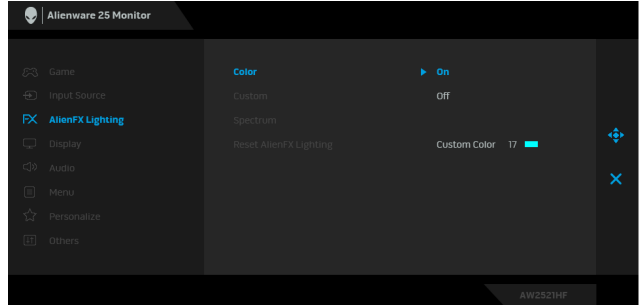 Alienware 25 Monitor
Game Color On
Input Source Custom Off
FX AlienFX Lighting Spectrum
Display Reset AlienFX Lighting Custom Color 17
Audio
Menu
Personalize
Others
AW2521HF